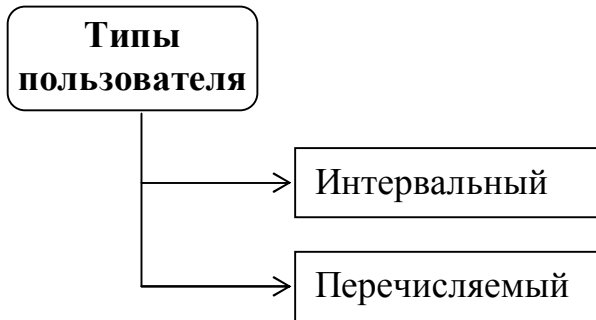 Типы
пользователя
Интервальный
Перечисляемый